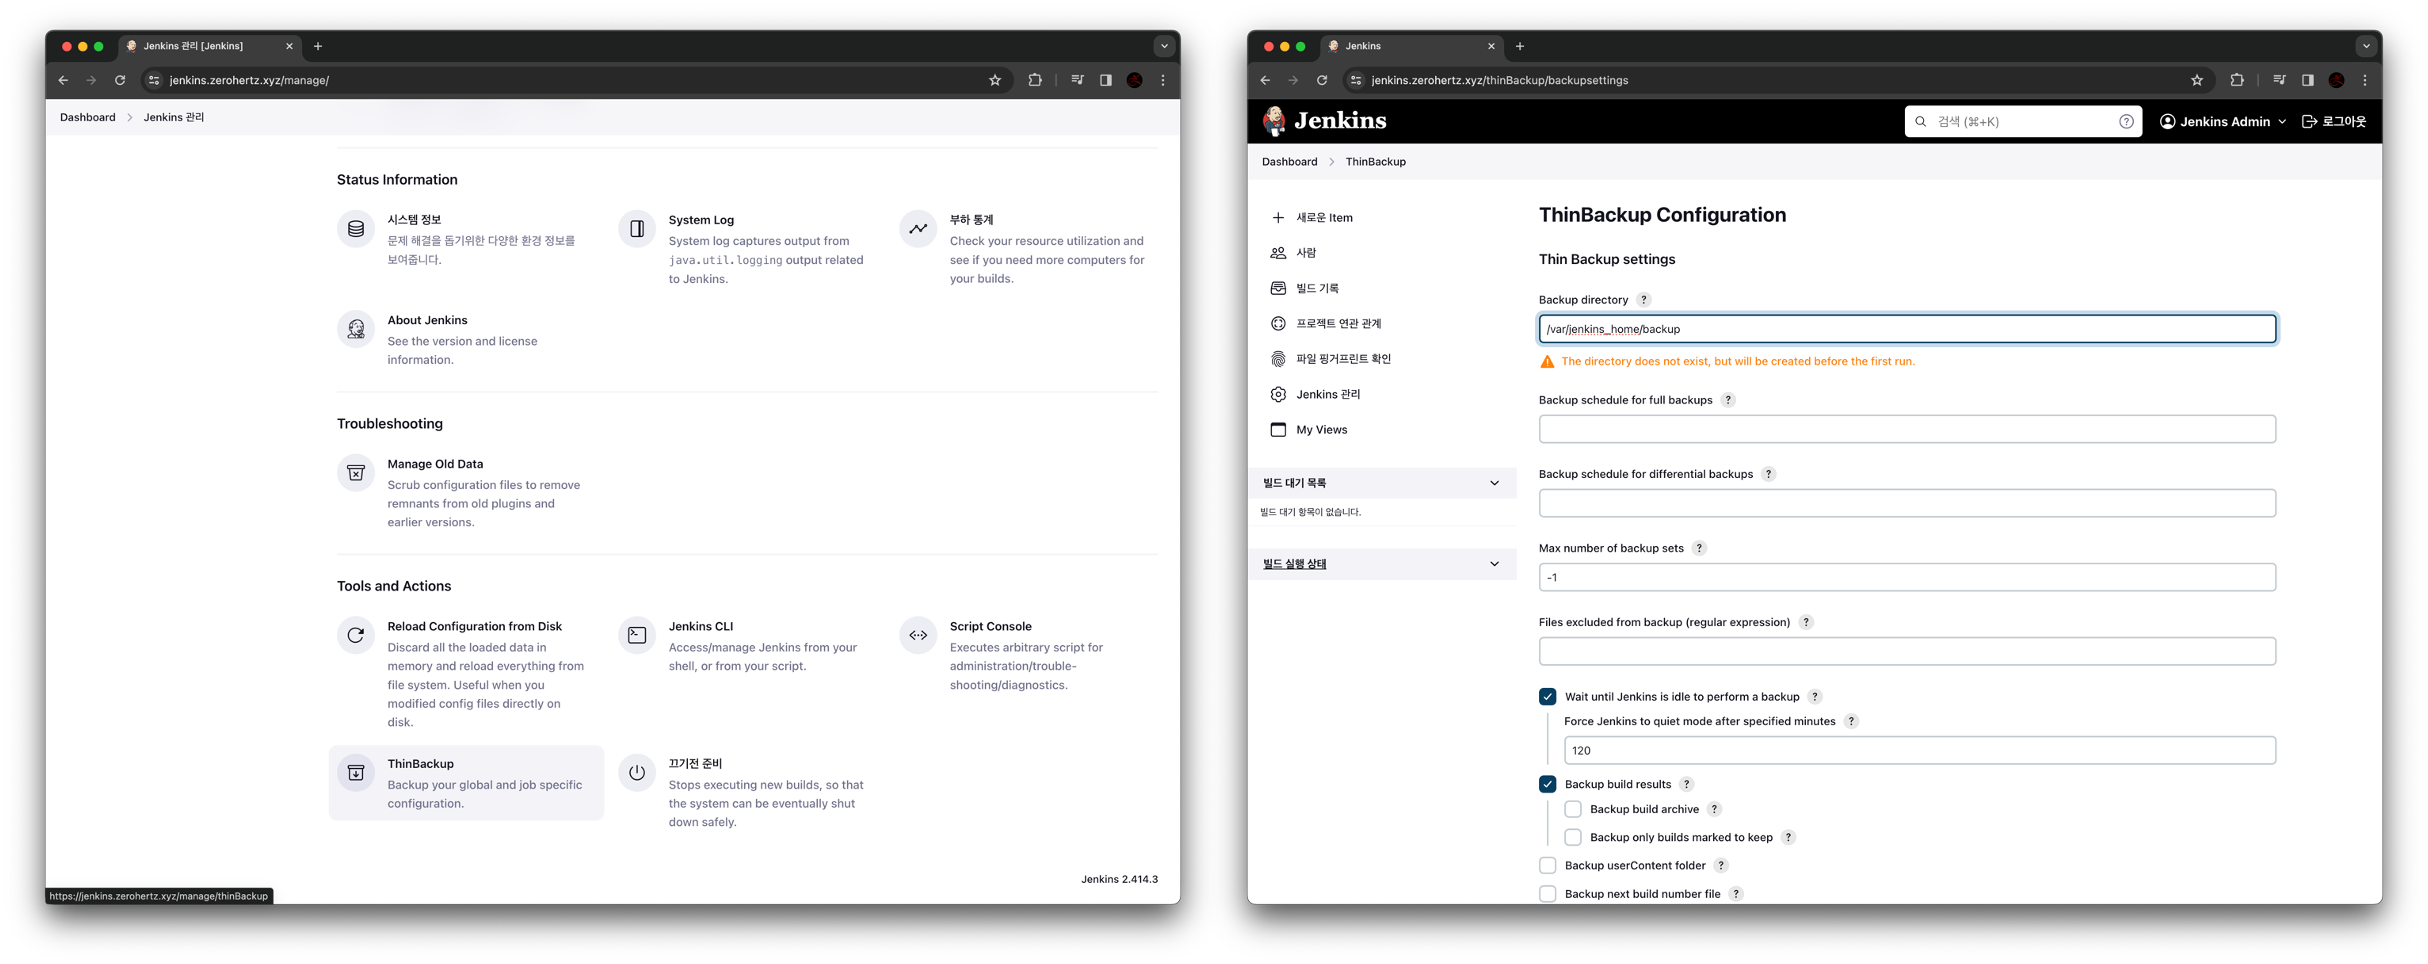 Jenkins 관리 [Jenkins]
jenkins.zerohertz.xyz/manage/
Dashboard
Jenkins 관리
Status Information
시스템 정보
문제 해결을 돕기위한 다양한 환경 정보를
보여줍니다.
System Log
System log captures output from
java.util.logging output related
to Jenkins.
부하 통계
Check your resource utilization and
see if you need more computers for
your builds.
About Jenkins
See the version and license
information.
Troubleshooting
Manage Old Data
Scrub configuration files to remove
remnants from old plugins and
earlier versions.
Tools and Actions
Reload Configuration from Disk
Discard all the loaded data in
memory and reload everything from
file system. Useful when you
modified config files directly on
disk.
Jenkins CLI
Access/manage Jenkins from your
shell, or from your script.
Script Console
Executes arbitrary script for
administration/trouble-
shooting/diagnostics.
ThinBackup
Backup your global and job specific
configuration.
끄기전 준비
Stops executing new builds, so that
the system can be eventually shut
down safely.
Jenkins 2.414.3
https://jenkins.zerohertz.xyz/manage/thinBackup
Jenkins
jenkins.zerohertz.xyz/thinBackup/backupsettings
Jenkins
검색 (⌘+K)
Jenkins Admin
로그아웃
Dashboard
ThinBackup
새로운 Item
사람
빌드 기록
프로젝트 연관 관계
파일 핑거프린트 확인
Jenkins 관리
My Views
빌드 대기 목록
빌드 대기 항목이 없습니다.
빌드 실행 상태
ThinBackup Configuration
Thin Backup settings
Backup directory ?
/var/jenkins_home/backup
The directory does not exist, but will be created before the first run.
Backup schedule for full backups ?
Backup schedule for differential backups ?
Max number of backup sets ?
-1
Files excluded from backup (regular expression) ?
Wait until Jenkins is idle to perform a backup ?
Force Jenkins to quiet mode after specified minutes ?
120
Backup build results ?
Backup build archive ?
Backup only builds marked to keep ?
Backup userContent folder ?
Backup next build number file ?